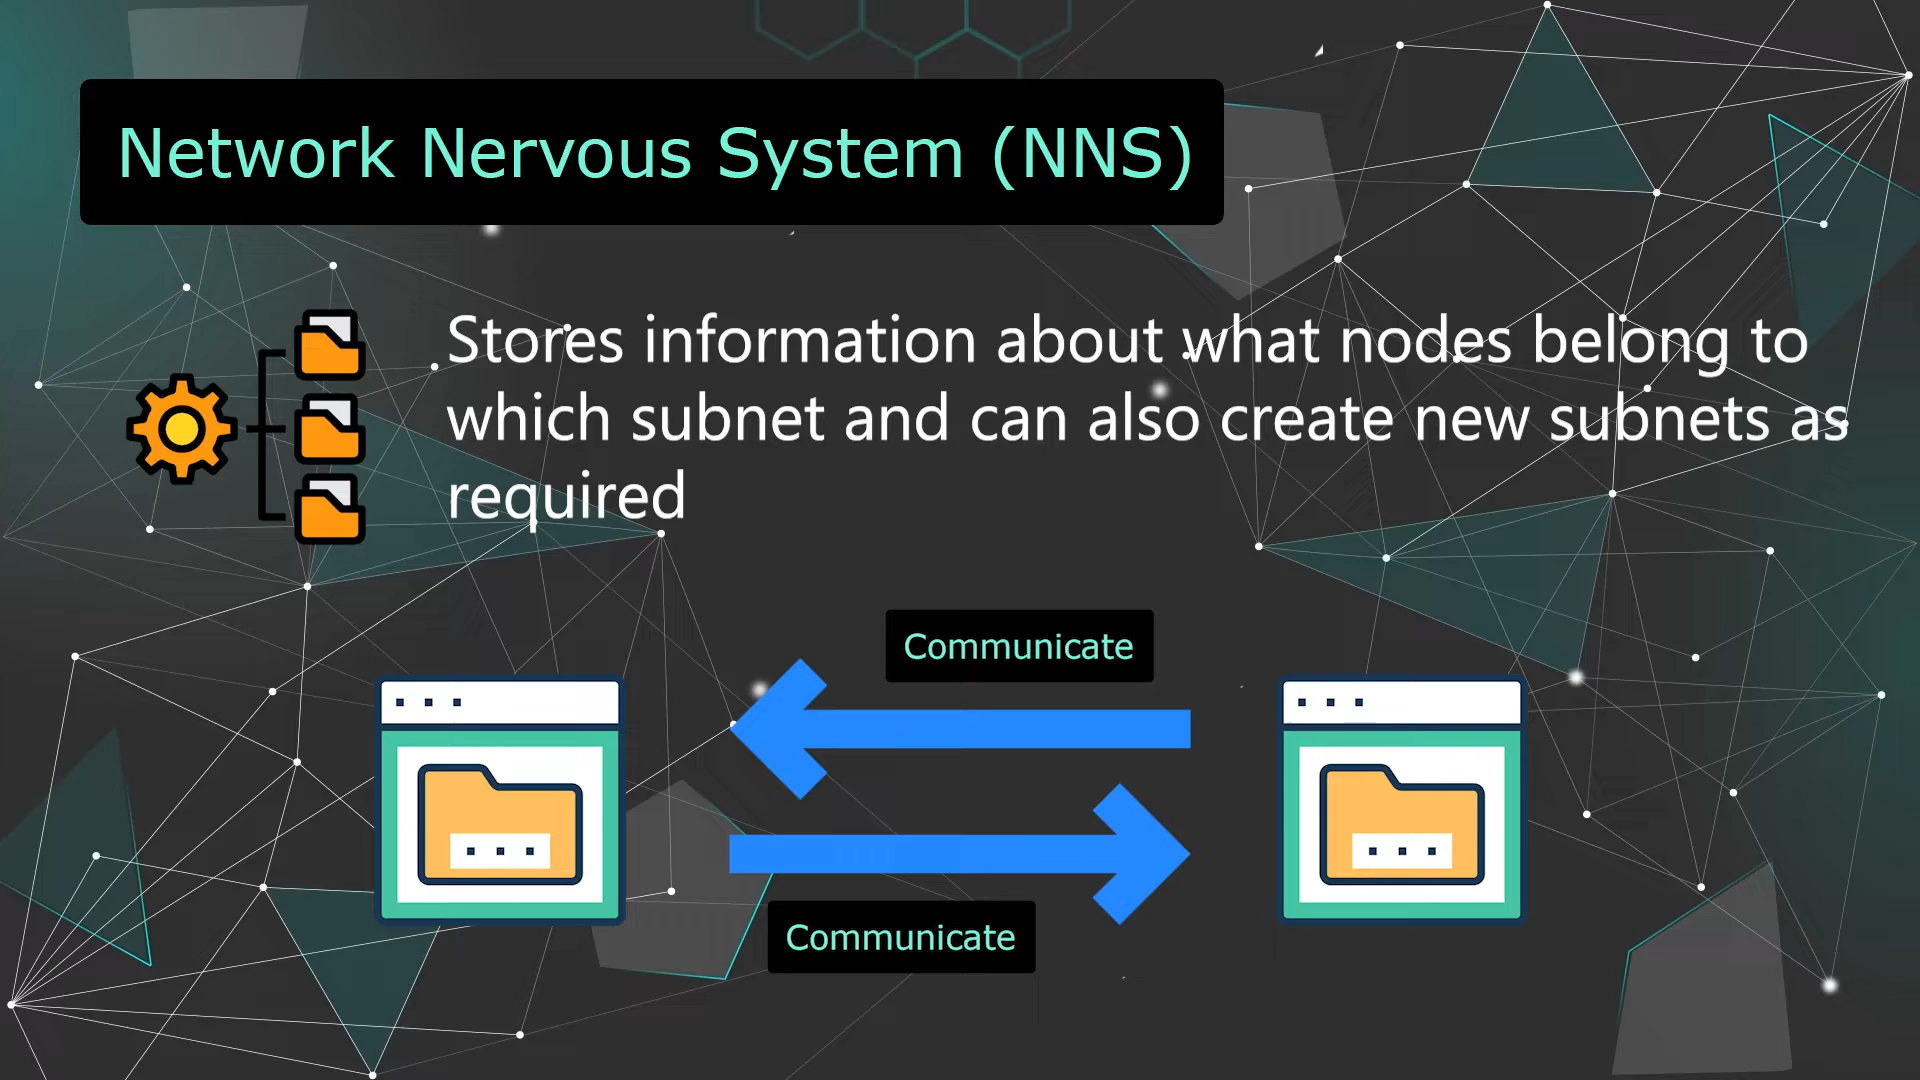 Network Nervous System (NNS)
Stores information about what nodes belong to
which subnet and can also create new subnets as
required
Communicate
Communicate